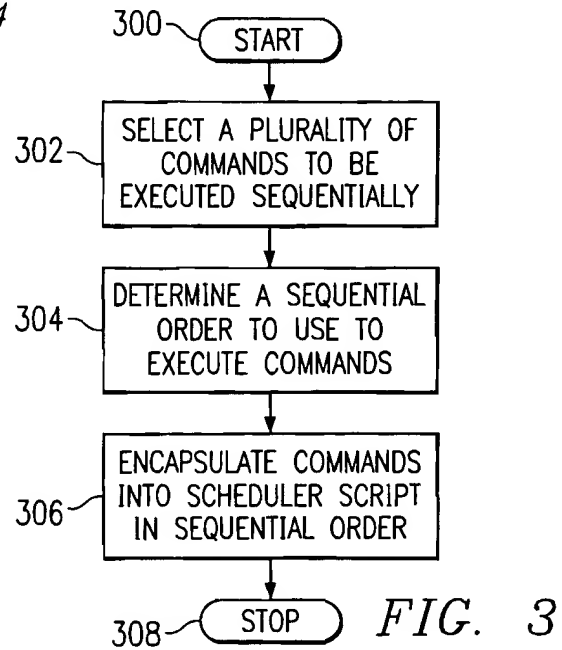 4
300
START
302
SELECT A PLURALITY OF
COMMANDS TO BE
EXECUTED SEQUENTIALLY
304
DETERMINE A SEQUENTIAL
ORDER TO USE TO
EXECUTE COMMANDS
306
ENCAPSULATE COMMANDS
INTO SCHEDULER SCRIPT
IN SEQUENTIAL ORDER
308
STOP
FIG. 3